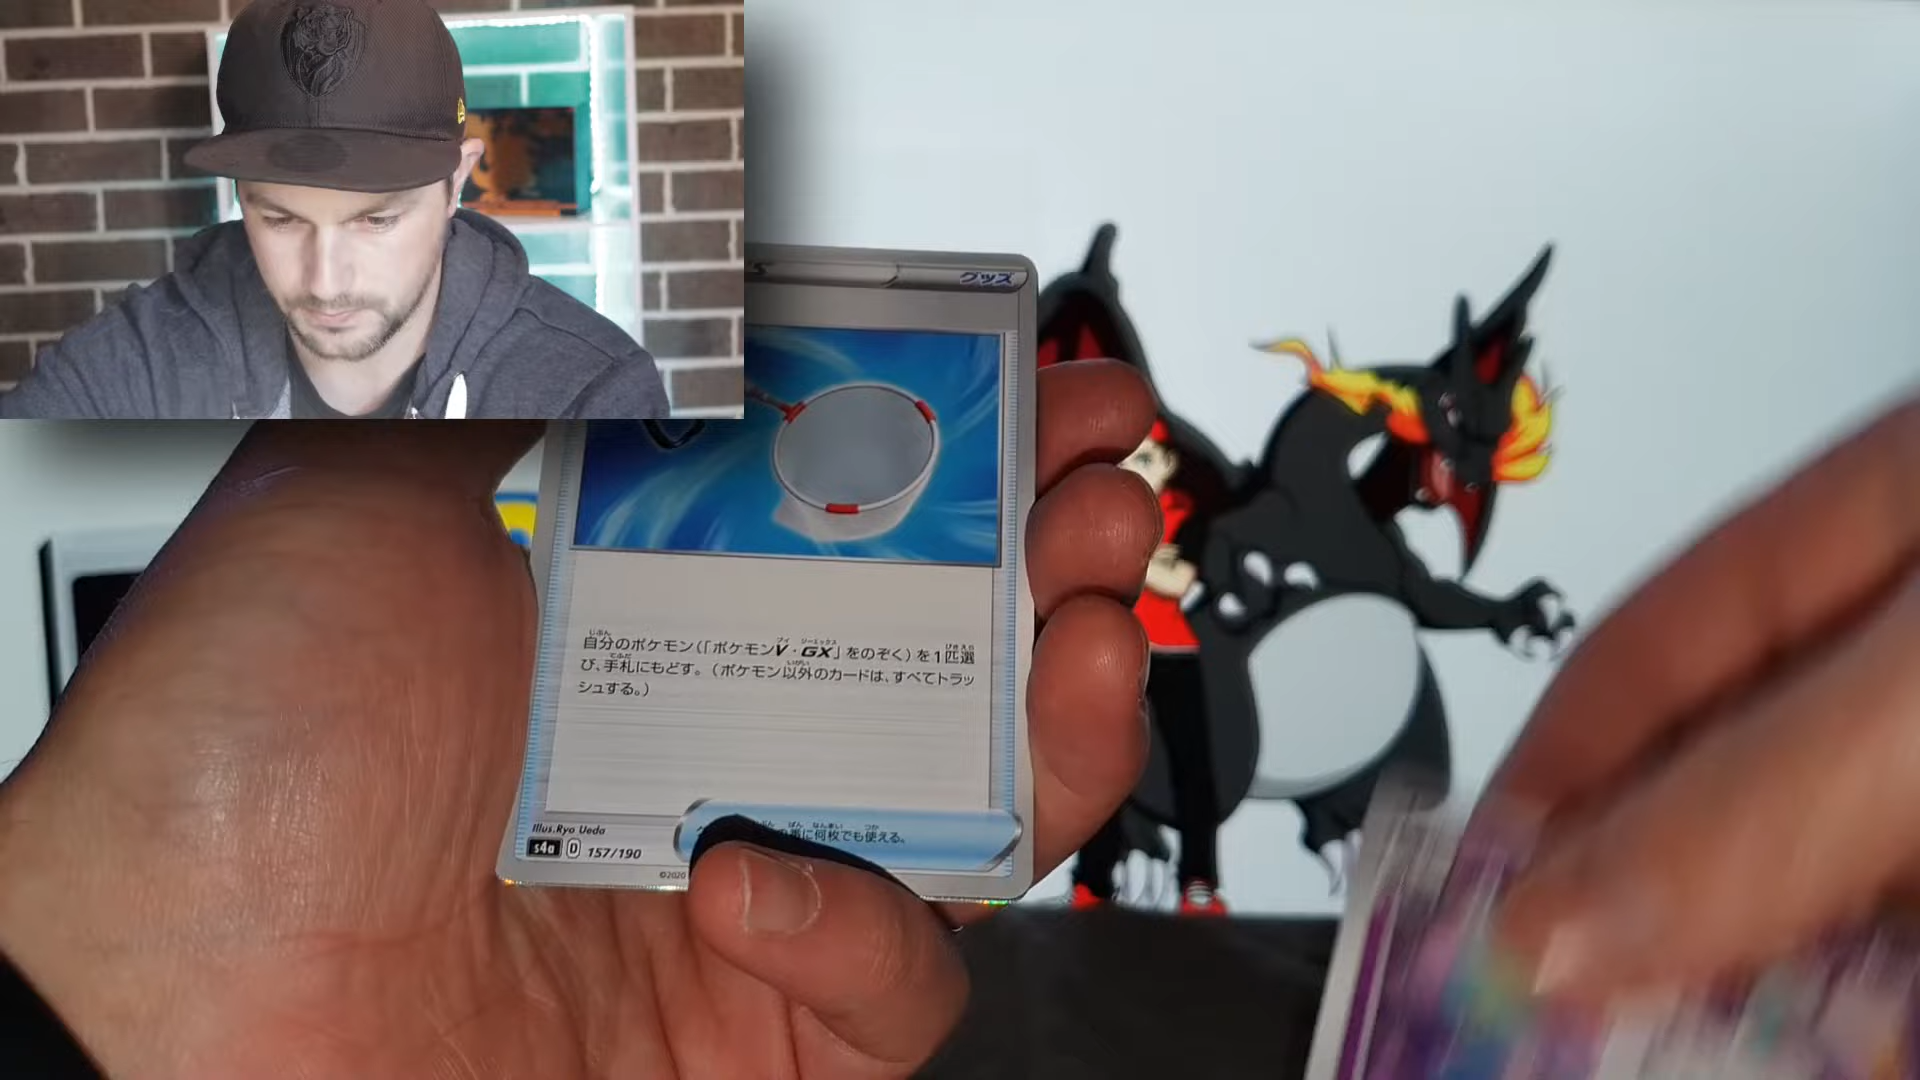 グッズ
自分のポケモン(「ポケモンV・GX」をのぞく)を1匹選
び、手札にもどす。(ポケモン以外のカードは、すべてトラッ
シュする。)
に何枚でも使える。
Illus.Ryo Ueda
s4a D 157/190
©2020